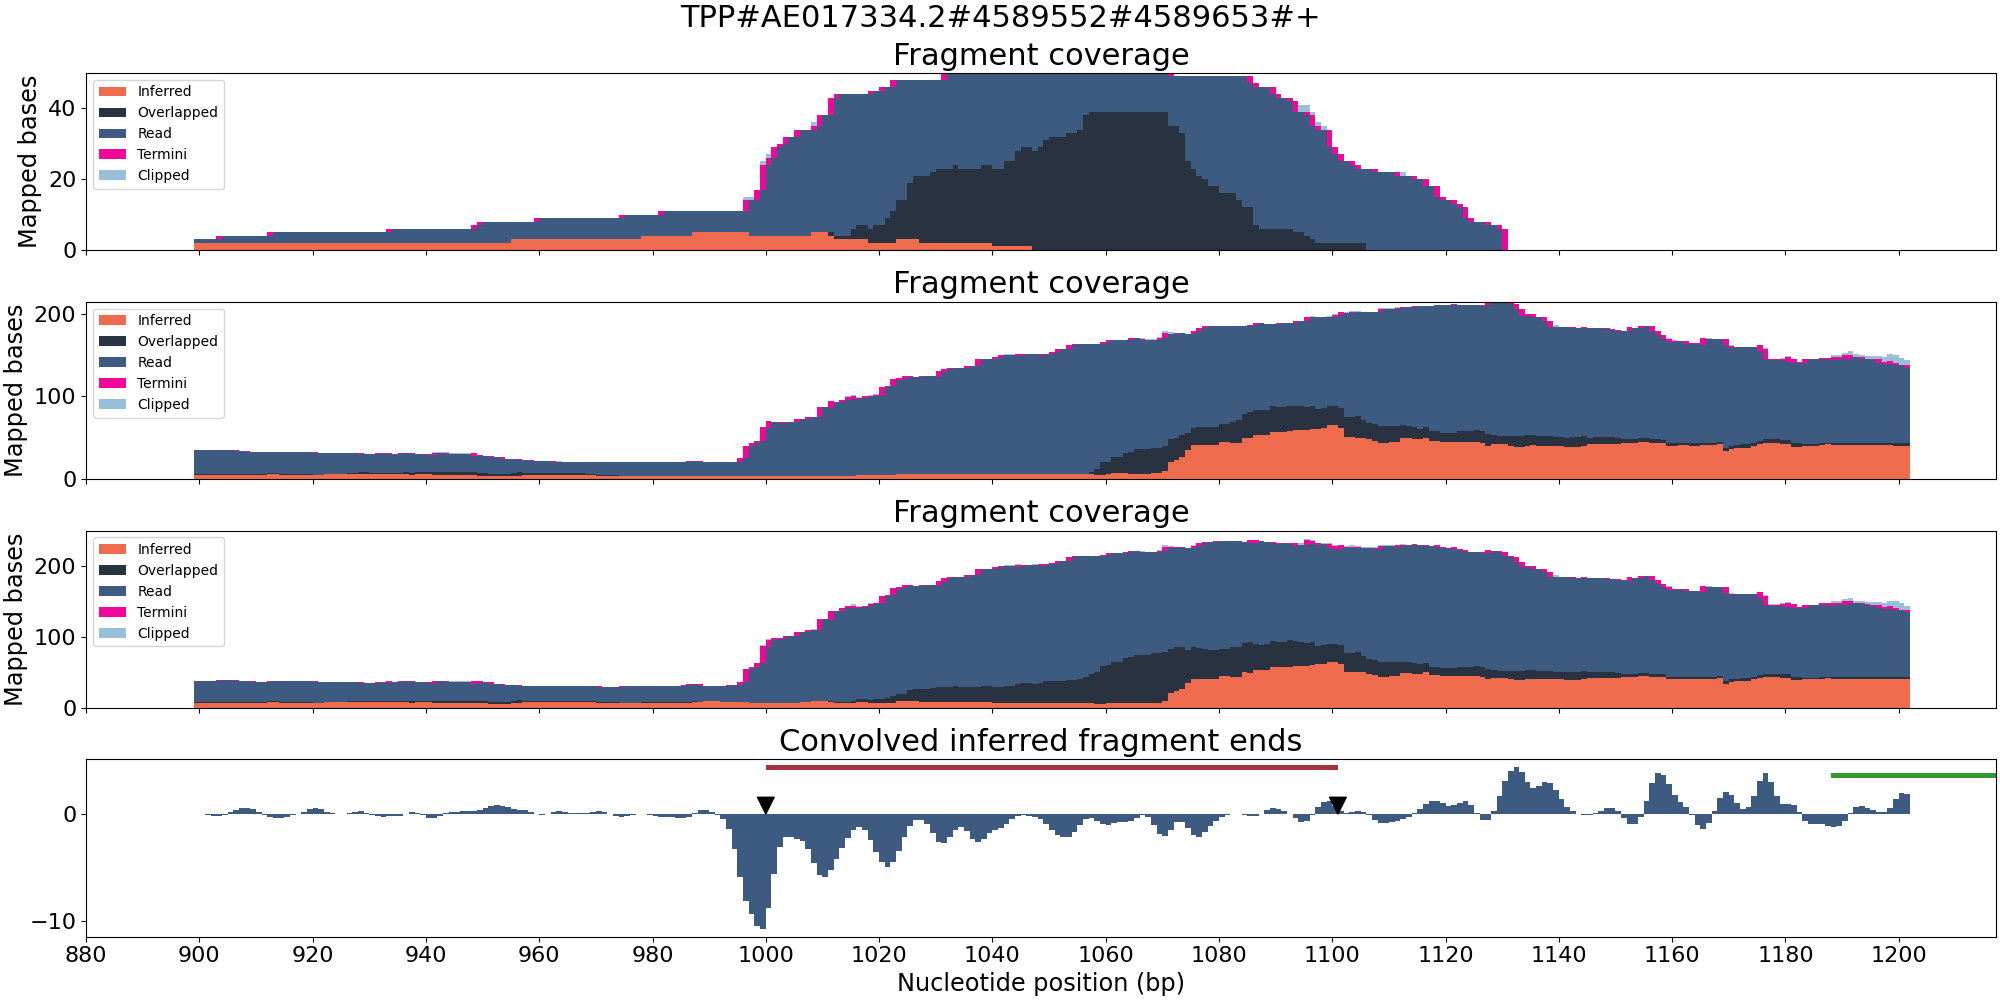 TPP#AE017334.2#4589552#4589653#+
Fragment coverage
Mapped bases
40
20
0
Inferred
Overlapped
Read
Termini
Clipped
Fragment coverage
Mapped bases
200
100
0
Inferred
Overlapped
Read
Termini
Clipped
Fragment coverage
Mapped bases
200
100
0
Inferred
Overlapped
Read
Termini
Clipped
Convolved inferred fragment ends
0
−10
880 900 920 940 960 980 1000 1020 1040 1060 1080 1100 1120 1140 1160 1180 1200
Nucleotide position (bp)